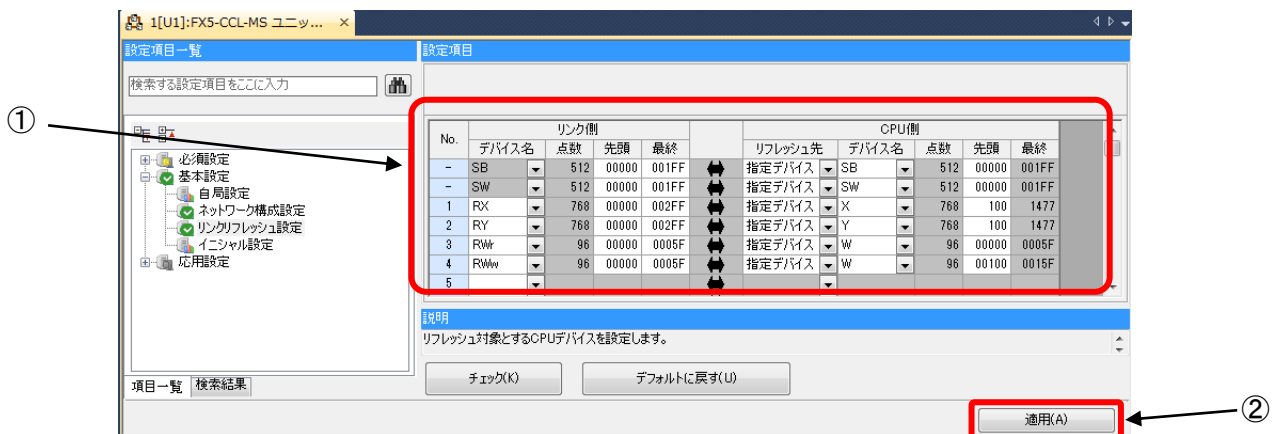 1[U1]:FX5-CCL-MS ユニッ... ×
設定項目一覧
設定項目
検索する設定項目をここに入力
①
必須設定
基本設定
自局設定
ネットワーク構成設定
リンクリフレッシュ設定
イニシャル設定
応用設定
No. リンク側 CPU側
デバイス名 点数 先頭 最終 リフレッシュ先 デバイス名 点数 先頭 最終
- SB 512 00000 001FF 指定デバイス SB 512 00000 001FF
- SW 512 00000 001FF 指定デバイス SW 512 00000 001FF
1 RX 768 00000 002FF 指定デバイス X 768 100 1477
2 RY 768 00000 002FF 指定デバイス Y 768 100 1477
3 RWr 96 00000 0005F 指定デバイス W 96 00000 0005F
4 RWw 96 00000 0005F 指定デバイス W 96 00100 0015F
5
説明
リフレッシュ対象とするCPUデバイスを設定します。
項目一覧 検索結果
チェック(K) デフォルトに戻す(U)
適用(A)
②